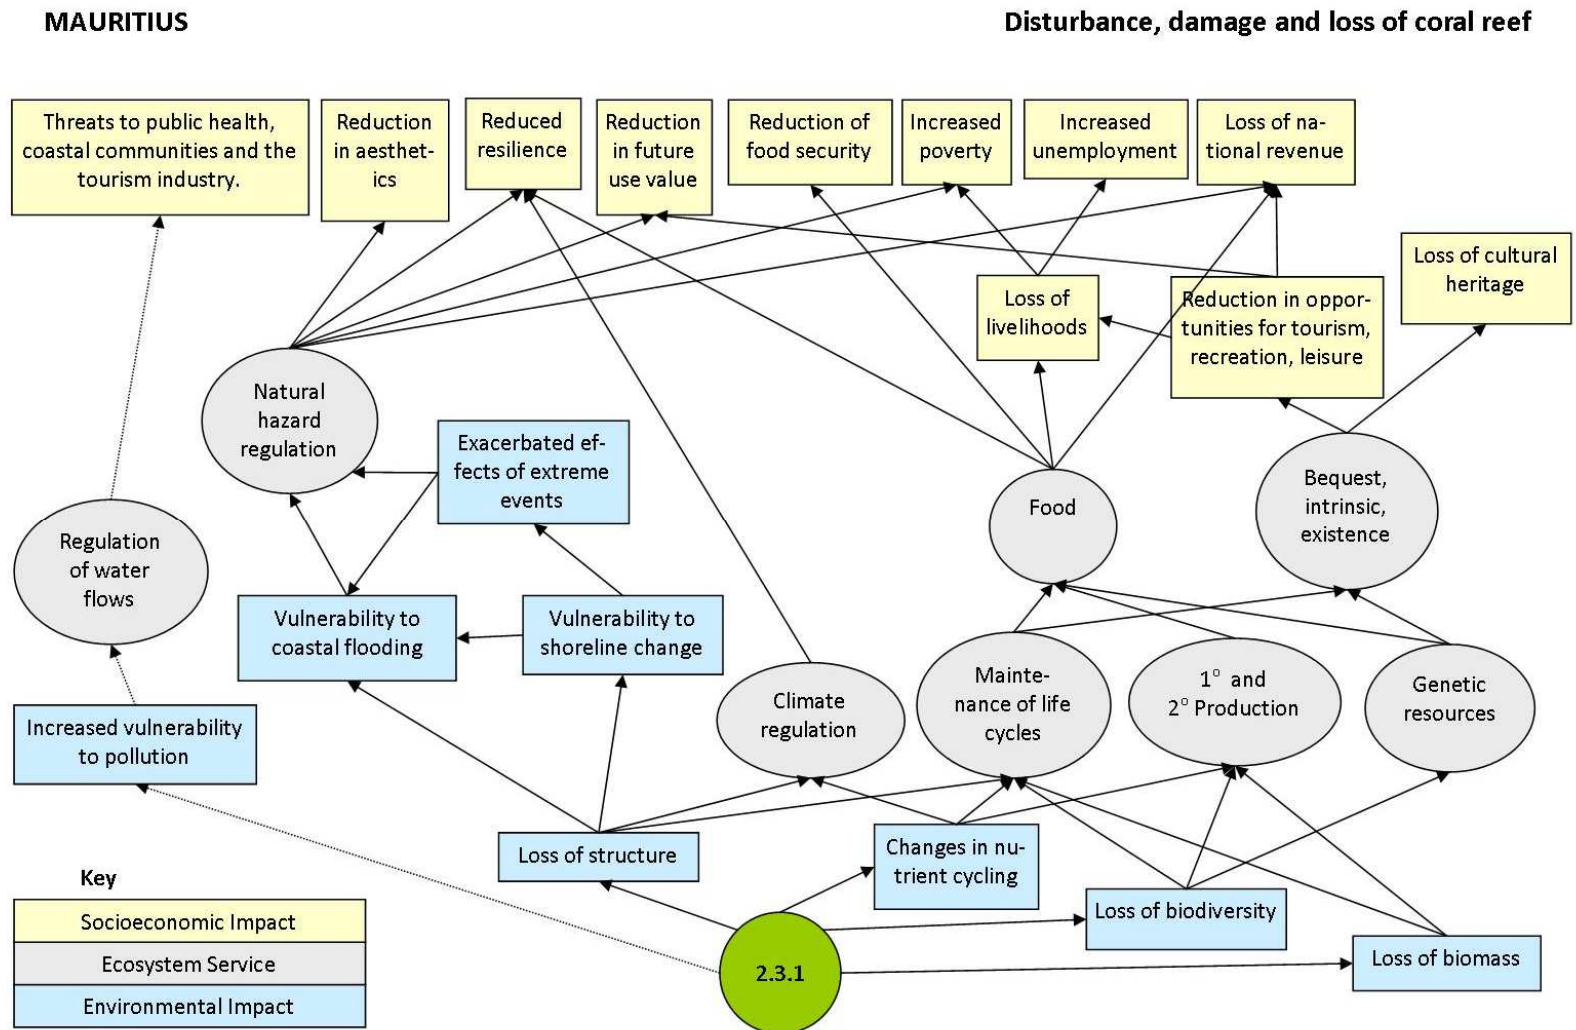 MAURITIUS
Disturbance, damage and loss of coral reef
Threats to public health,
coastal communities and the
tourism industry.
Reduction
in aesthet-
ics
Reduced
resilience
Reduction
in future
use value
Reduction of
food security
Increased
poverty
Increased
unemployment
Loss of na-
tional revenue
Loss of cultural
heritage
Loss of
livelihoods
Reduction in oppor-
tunities for tourism,
recreation, leisure
Natural
hazard
regulation
Exacerbated ef-
fects of extreme
events
Food
Bequest,
intrinsic,
existence
Regulation
of water
flows
Vulnerability to
coastal flooding
Vulnerability to
shoreline change
Climate
regulation
Mainte-
nance of life
cycles
1° and
2° Production
Genetic
resources
Increased vulnerability
to pollution
Loss of structure
Changes in nu-
trient cycling
Loss of biodiversity
Loss of biomass
2.3.1
Key
Socioeconomic Impact
Ecosystem Service
Environmental Impact